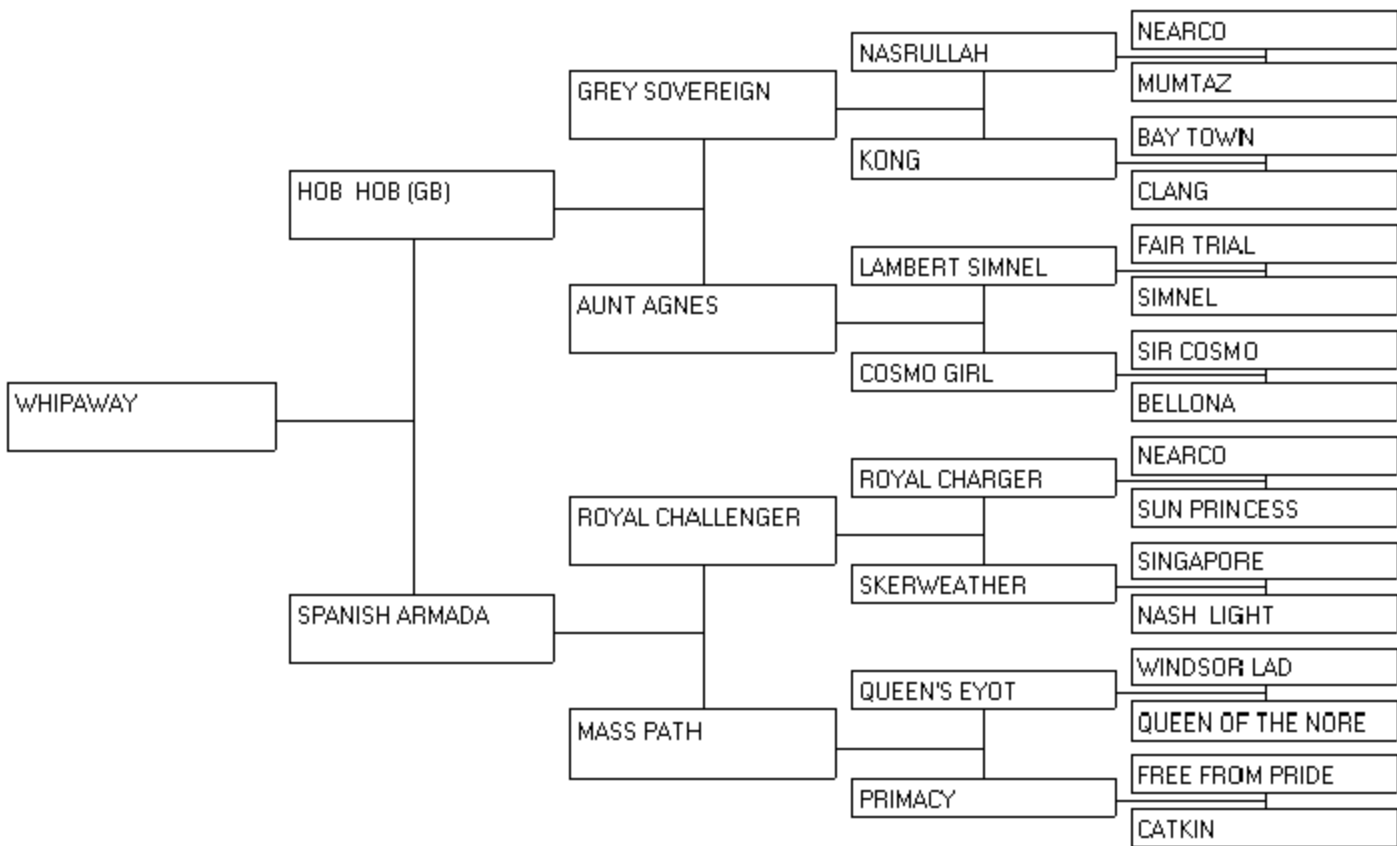 NEARCO
NASRULLAH
MUMTAZ
GREY SOVEREIGN
BAY TOWN
KONG
CLANG
HOB  HOB (GB)
FAIR TRIAL
LAMBERT SIMNEL
SIMNEL
AUNT AGNES
SIR COSMO
COSMO GIRL
BELLONA
WHIPAWAY
NEARCO
ROYAL CHARGER
SUN PRINCESS
ROYAL CHALLENGER
SINGAPORE
SKERWEATHER
NASH  LIGHT
SPANISH ARMADA
WINDSOR LAD
QUEEN'S EYOT
QUEEN OF THE NORE
MASS PATH
FREE FROM PRIDE
PRIMACY
CATKIN